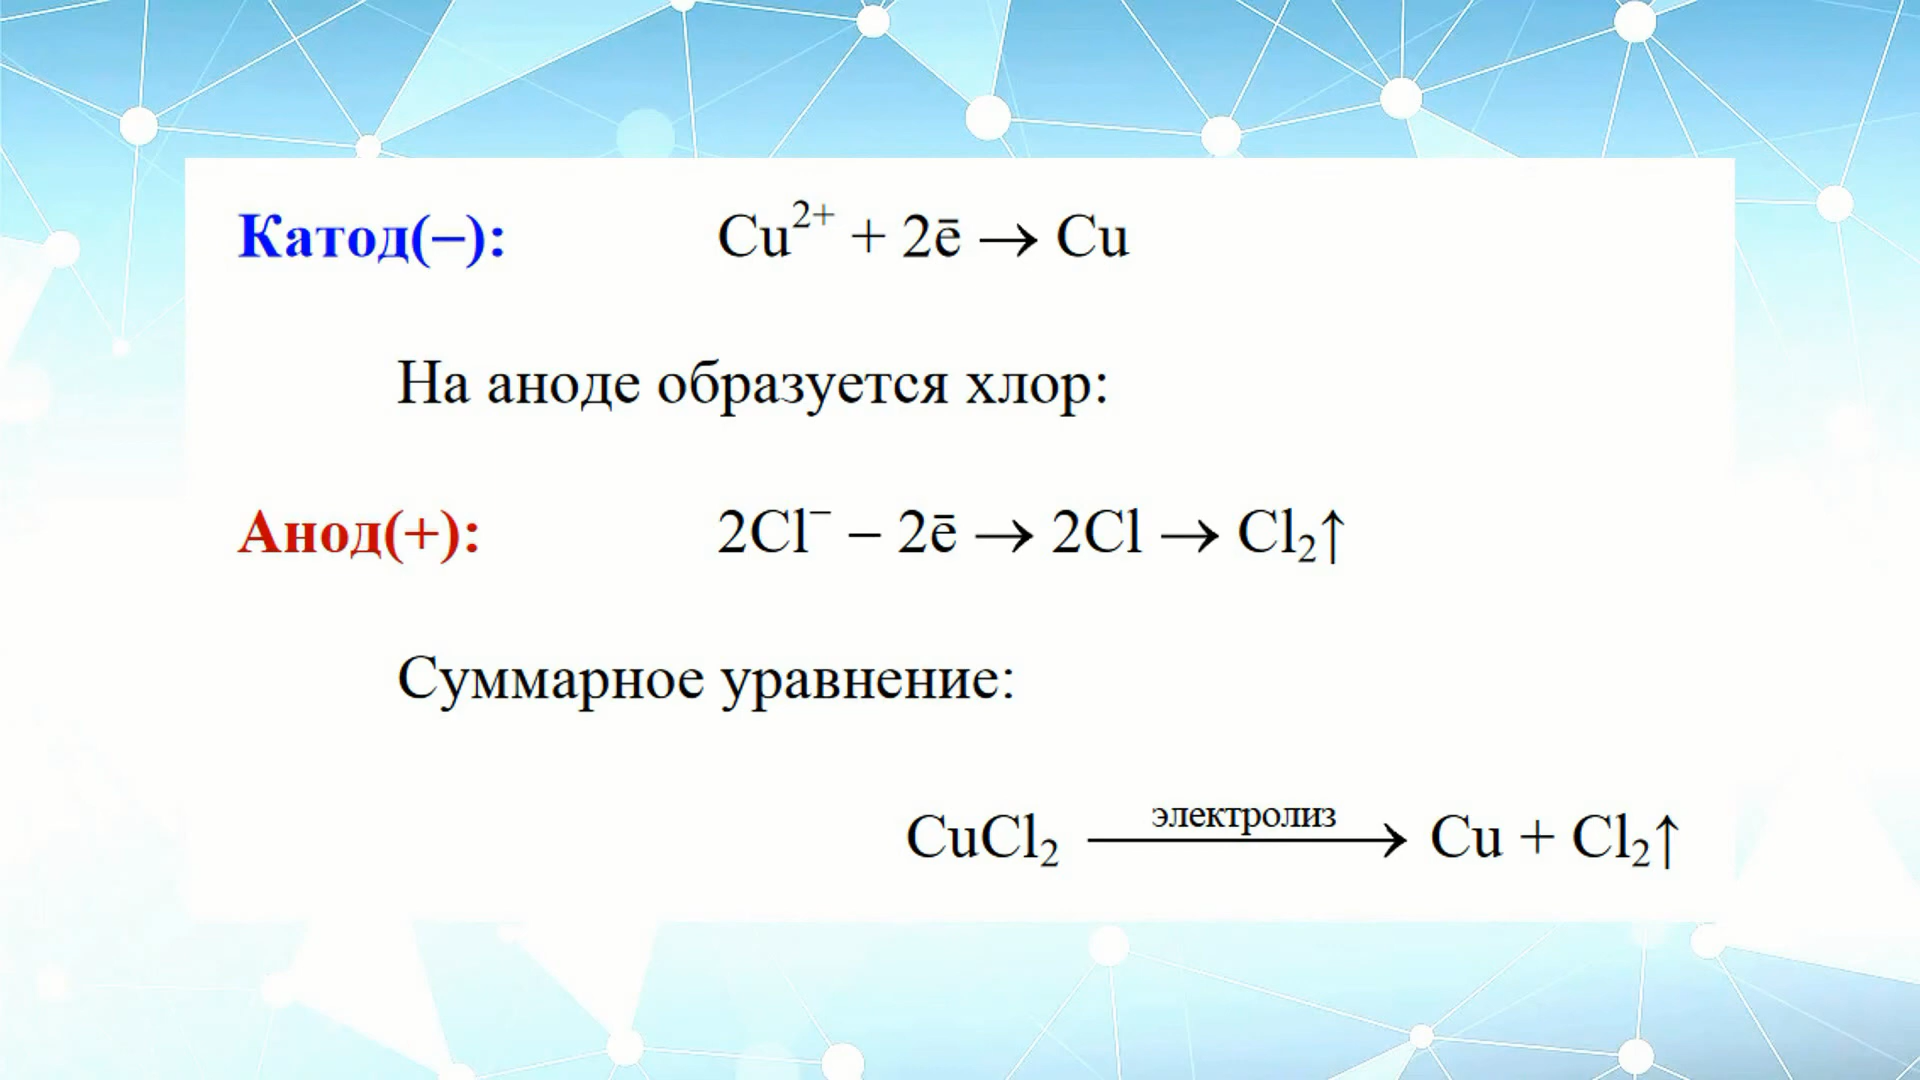 Катод(–): Cu²⁺ + 2ē → Cu
На аноде образуется хлор:
Анод(+): 2Cl⁻ – 2ē → 2Cl → Cl₂↑
Суммарное уравнение:
электролиз
CuCl₂ ⟶ Cu + Cl₂↑